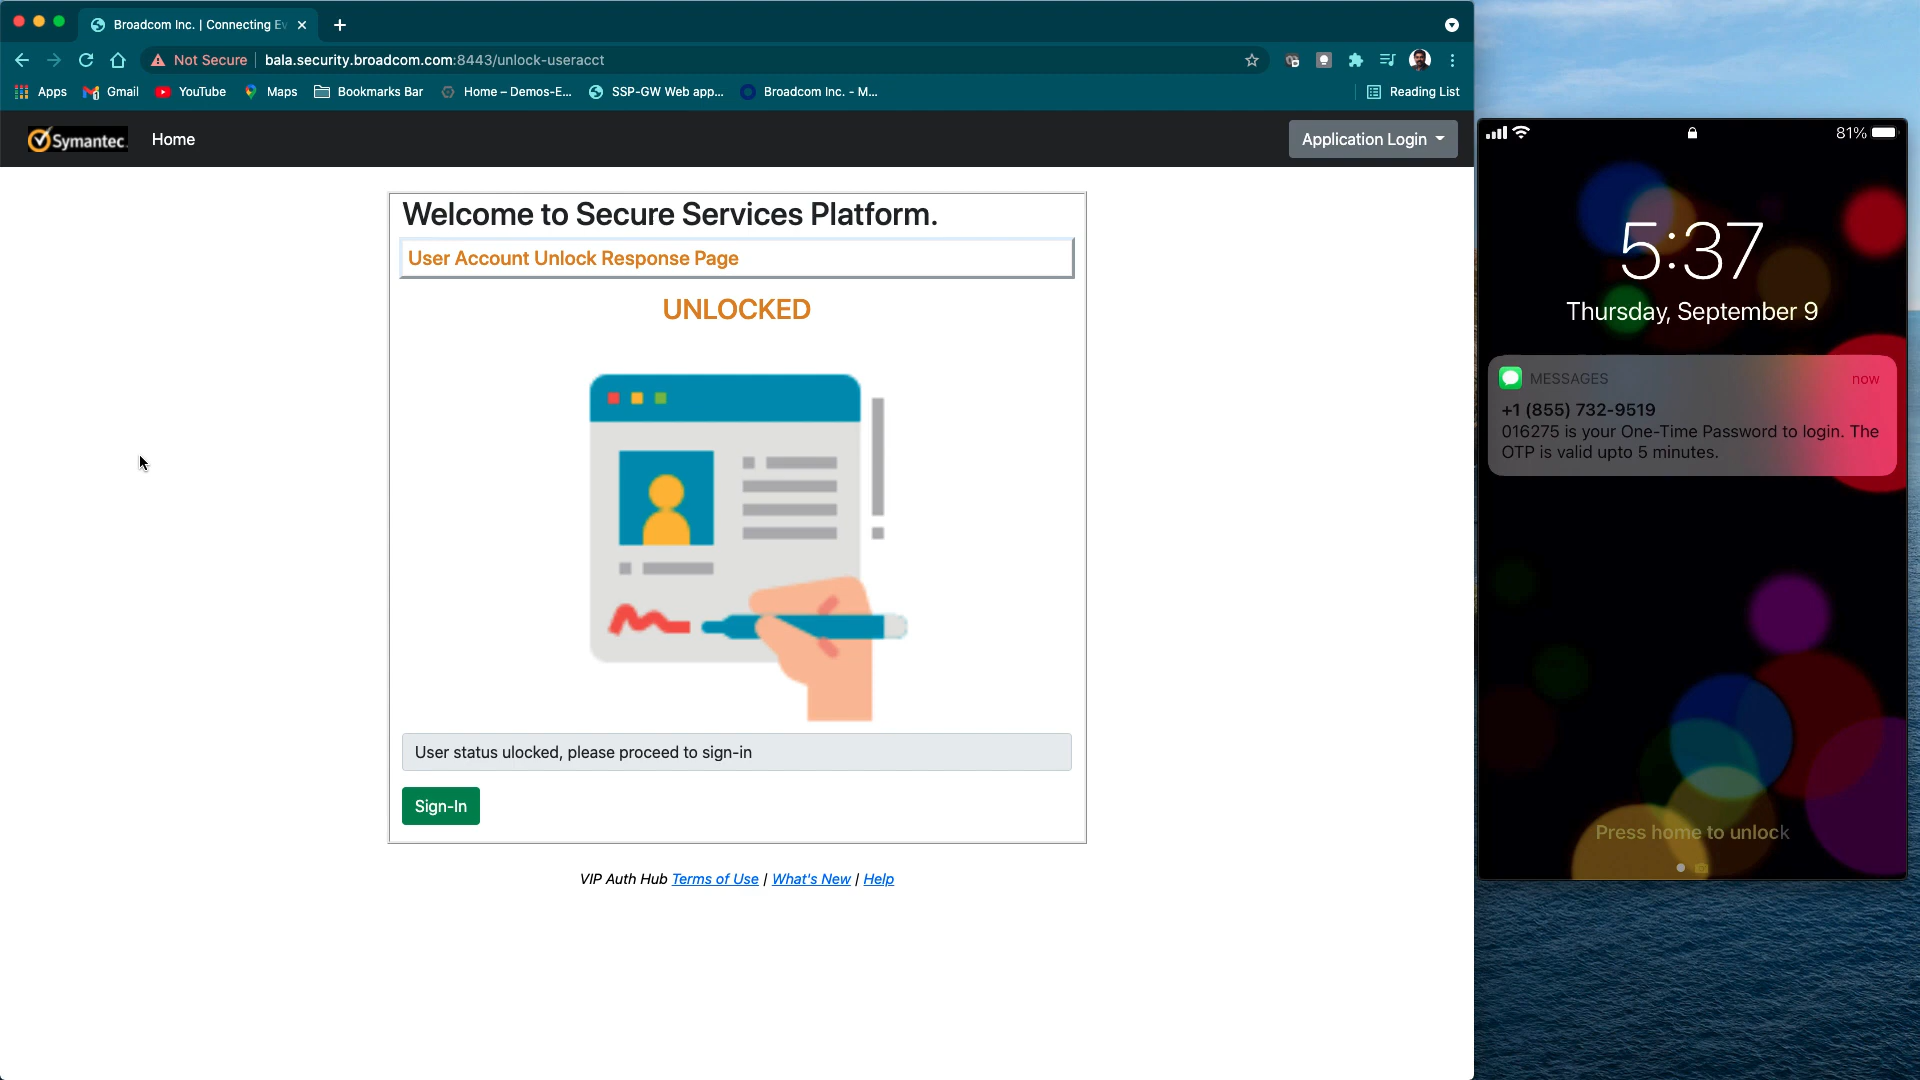 Broadcom Inc. | Connecting Ev
Not Secure
bala.security.broadcom.com:8443/unlock-useracct
Apps
Gmail
YouTube
Maps
Bookmarks Bar
Home – Demos-E...
SSP-GW Web app...
Broadcom Inc. - M...
Reading List
Symantec.
Home
Application Login
Welcome to Secure Services Platform.
User Account Unlock Response Page
UNLOCKED
User status ulocked, please proceed to sign-in
Sign-In
VIP Auth Hub Terms of Use | What's New | Help
81%
5:37
Thursday, September 9
MESSAGES
now
+1 (855) 732-9519
016275 is your One-Time Password to login. The
OTP is valid upto 5 minutes.
Press home to unlock